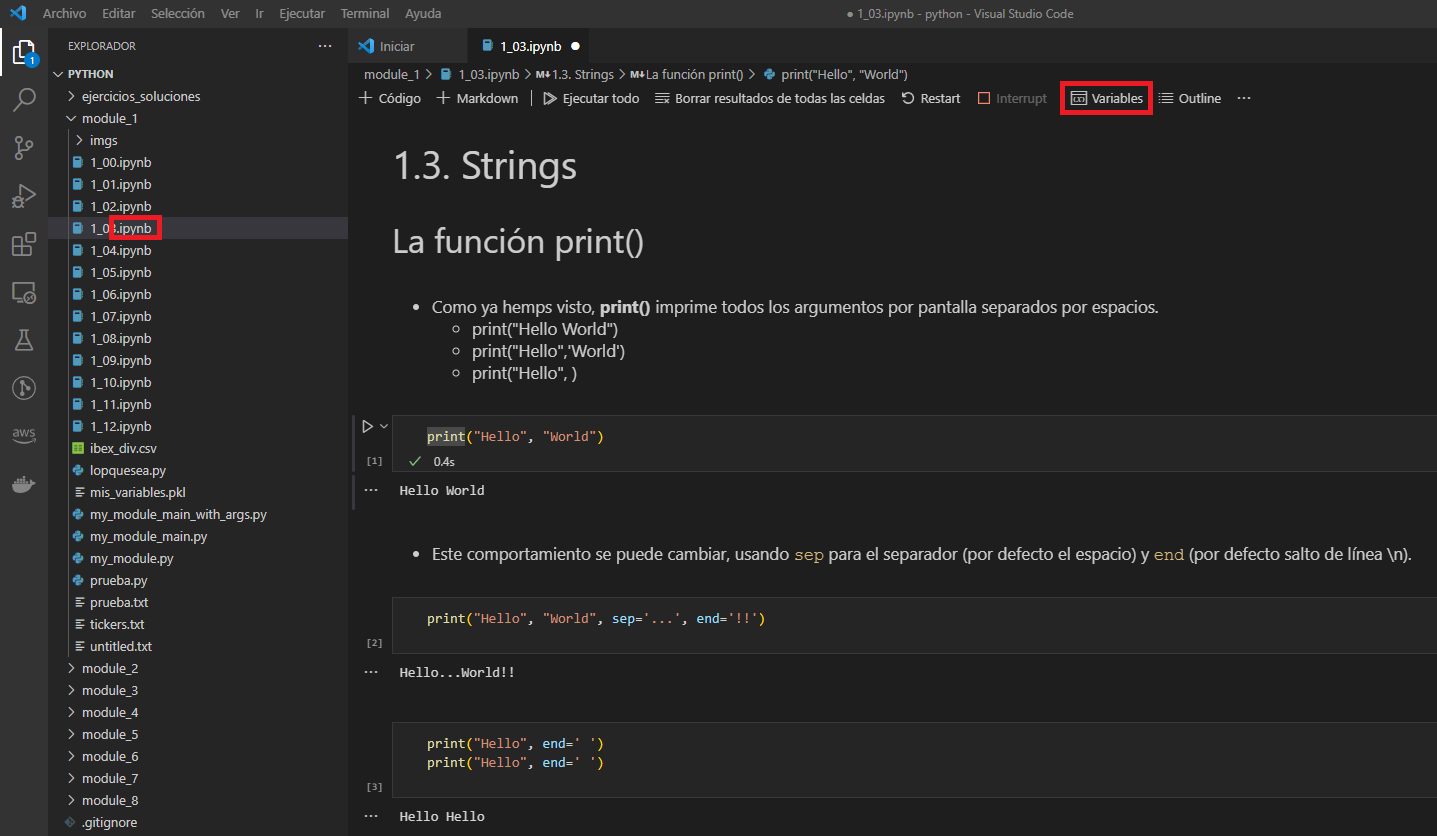 Archivo Editar Selección Ver Ir Ejecutar Terminal Ayuda ● 1_03.ipynb - python - Visual Studio Code
EXPLORADOR ···
PYTHON
ejercicios_soluciones
module_1
imgs
1_00.ipynb
1_01.ipynb
1_02.ipynb
1_03.ipynb
1_04.ipynb
1_05.ipynb
1_06.ipynb
1_07.ipynb
1_08.ipynb
1_09.ipynb
1_10.ipynb
1_11.ipynb
1_12.ipynb
ibex_div.csv
lopquesea.py
mis_variables.pkl
my_module_main_with_args.py
my_module_main.py
my_module.py
prueba.py
prueba.txt
tickers.txt
untitled.txt
module_2
module_3
module_4
module_5
module_6
module_7
module_8
.gitignore
1
aws
Iniciar 1_03.ipynb ●
module_1 > 1_03.ipynb > M↓1.3. Strings > M↓La función print() > print("Hello", "World")
+ Código + Markdown | Ejecutar todo Borrar resultados de todas las celdas Restart Interrupt Variables Outline ···
1.3. Strings
La función print()
• Como ya hemps visto, print() imprime todos los argumentos por pantalla separados por espacios.
○ print("Hello World")
○ print("Hello",'World')
○ print("Hello", )
print("Hello", "World")
[1] ✓ 0.4s
··· Hello World
• Este comportamiento se puede cambiar, usando sep para el separador (por defecto el espacio) y end (por defecto salto de línea \n).
print("Hello", "World", sep='...', end='!!')
[2]
··· Hello...World!!
print("Hello", end=' ')
print("Hello", end=' ')
[3]
··· Hello Hello